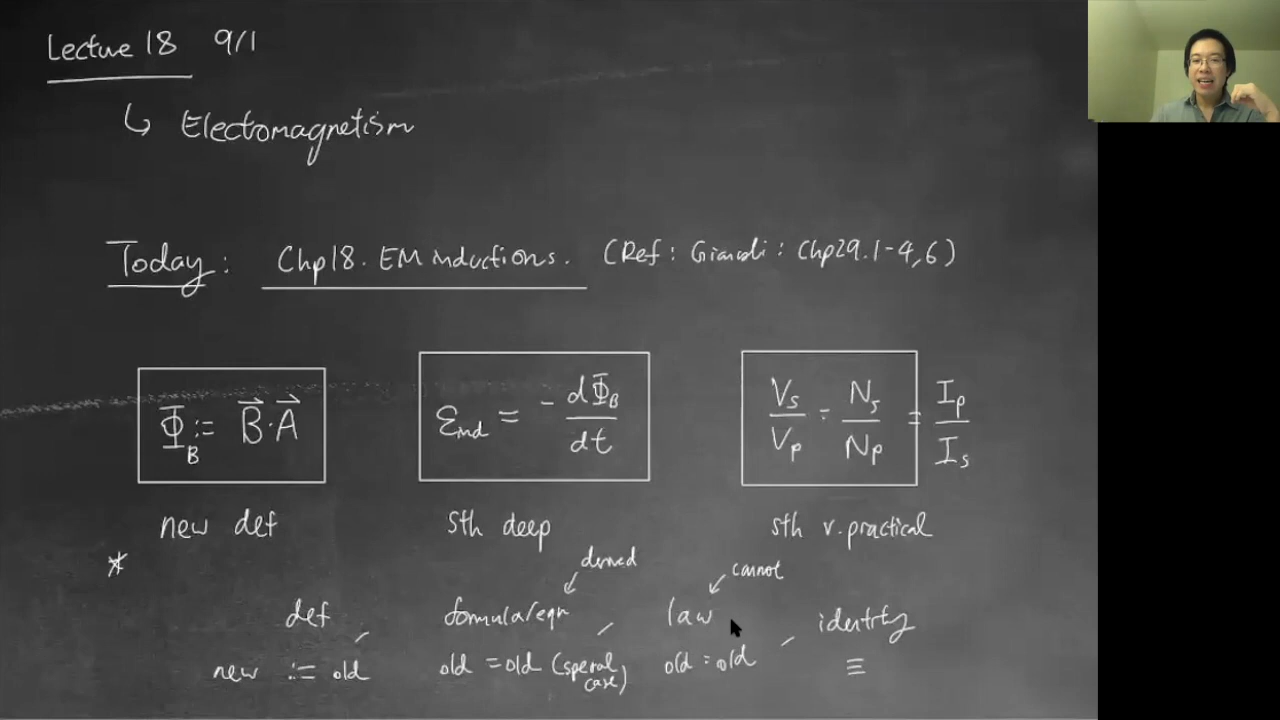 Lecture 18 9/1
↳ Electomagnetism
Today: Chp18. EM inductions. (Ref: Giancoli: Chp29.1-4,6)
Φ_B := B⃗·A⃗
ε_ind = - dΦ_B/dt
V_s/V_p = N_s/N_p = I_p/I_s
new def sth deep sth v.practical
* derived cannot
def formula/eqn law identity
new := old old = old (special case) old = old ≡